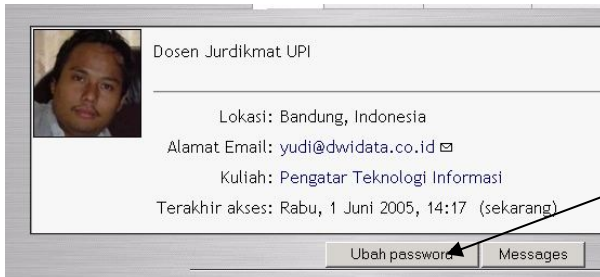 Dosen Jurdikmat UPI
Lokasi: Bandung, Indonesia
Alamat Email: yudi@dwidata.co.id
Kuliah: Pengatar Teknologi Informasi
Terakhir akses: Rabu, 1 Juni 2005, 14:17 (sekarang)
Ubah password Messages